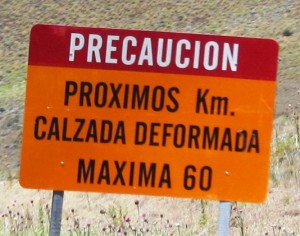 PRECAUCION
PROXIMOS Km.
CALZADA DEFORMADA
MAXIMA 60